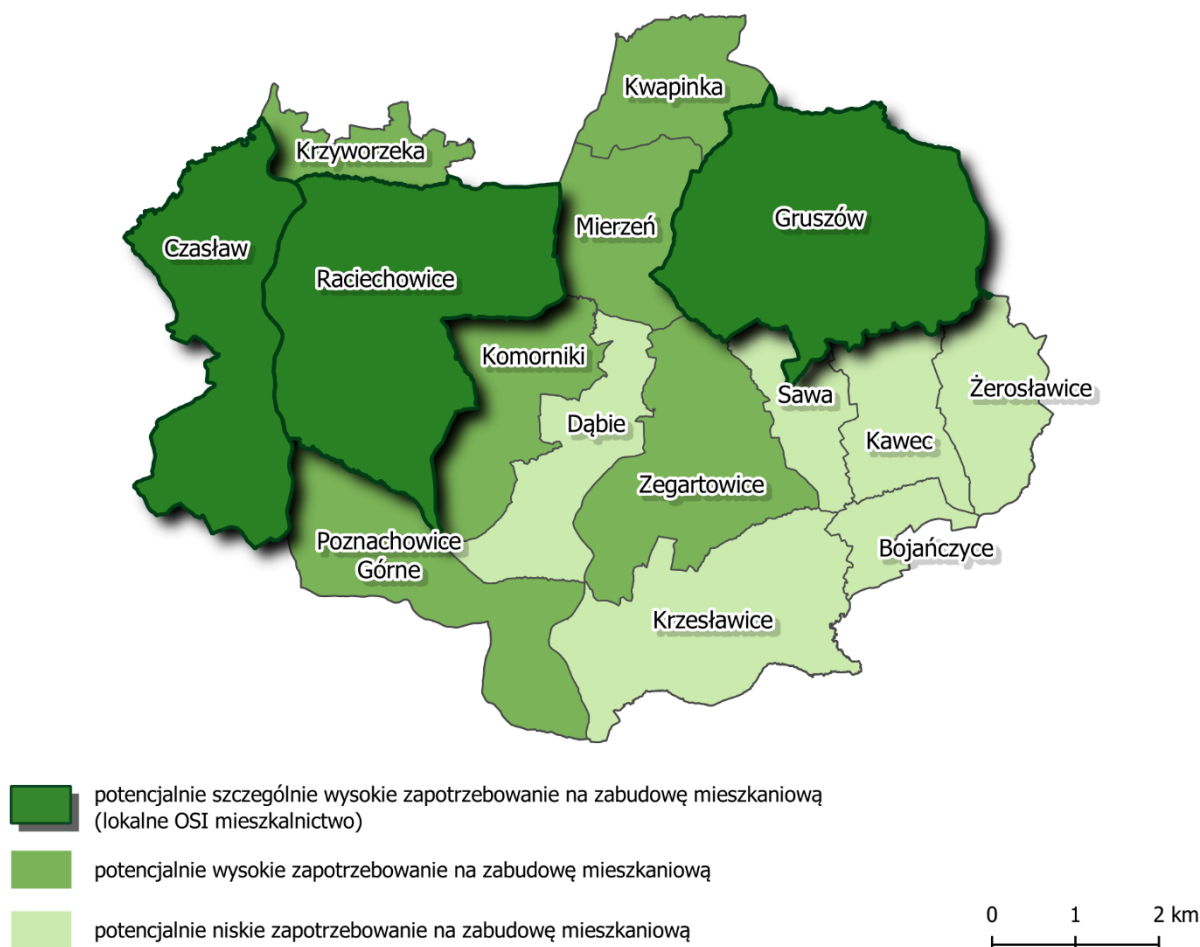 Kwapinka
Krzyworzeka
Mierzeń
Gruszów
Czasław
Raciechowice
Komorniki
Żerosławice
Sawa
Dąbie
Kawec
Zegartowice
Poznachowice
Górne
Bojańczyce
Krzesławice
potencjalnie szczególnie wysokie zapotrzebowanie na zabudowę mieszkaniową
(lokalne OSI mieszkalnictwo)
potencjalnie wysokie zapotrzebowanie na zabudowę mieszkaniową
potencjalnie niskie zapotrzebowanie na zabudowę mieszkaniową
0 1 2 km